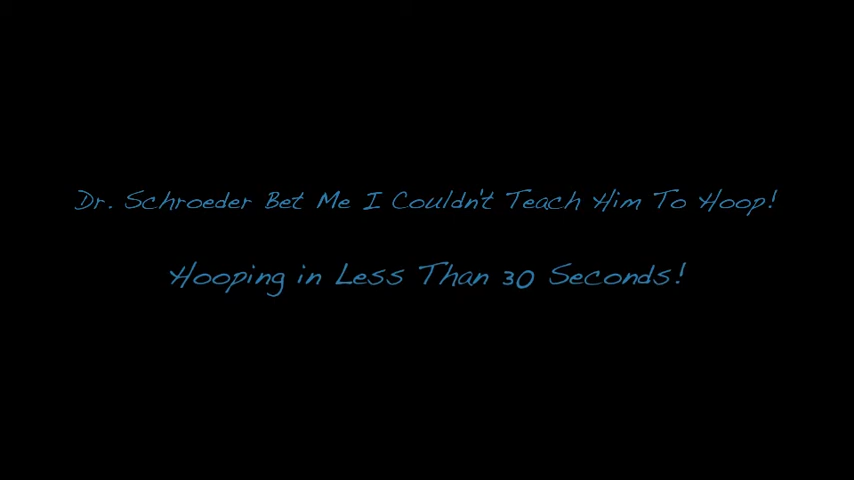 Dr. Schroeder Bet Me I Couldn't Teach Him To Hoop!
Hooping in Less Than 30 Seconds!